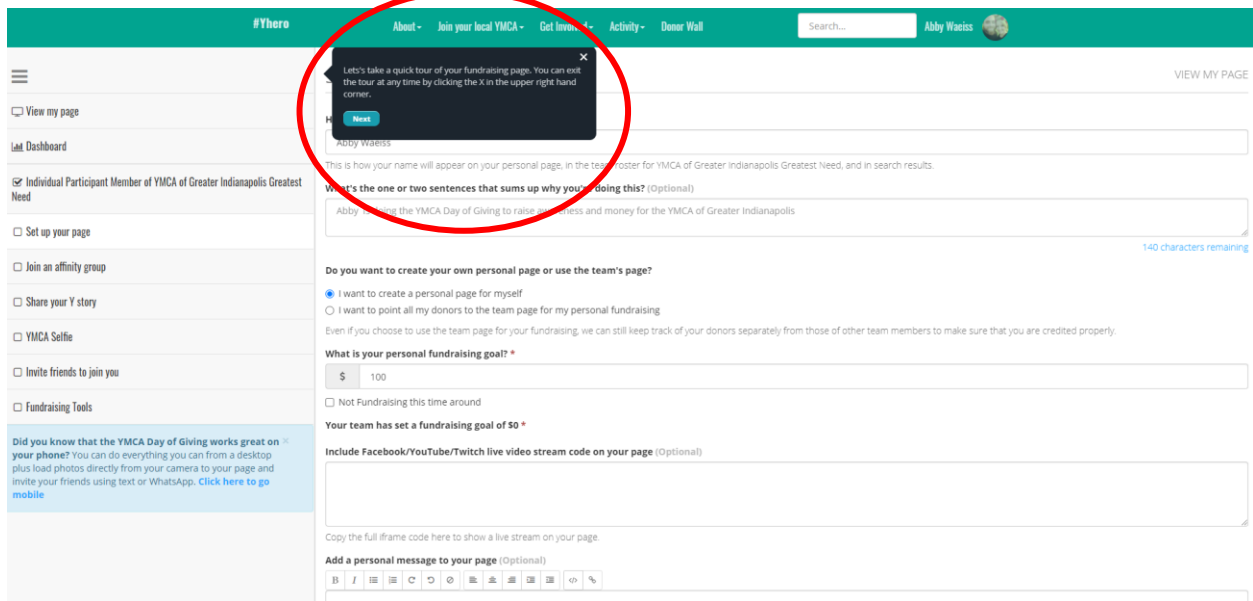 #Yhero
About
Join your local YMCA
Get Involved
Activity
Donor Wall
Search...
Abby Waeiss
Lets's take a quick tour of your fundraising page. You can exit
the tour at any time by clicking the X in the upper right hand
corner.
Next
VIEW MY PAGE
View my page
Dashboard
Individual Participant Member of YMCA of Greater Indianapolis Greatest
Need
Set up your page
Join an affinity group
Share your Y story
YMCA Selfie
Invite friends to join you
Fundraising Tools
Did you know that the YMCA Day of Giving works great on
your phone? You can do everything you can from a desktop
plus load photos directly from your camera to your page and
invite your friends using text or WhatsApp. Click here to go
mobile
H
Abby Waeiss
This is how your name will appear on your personal page, in the team roster for YMCA of Greater Indianapolis Greatest Need, and in search results.
What's the one or two sentences that sums up why you're doing this? (Optional)
Abby is doing the YMCA Day of Giving to raise awareness and money for the YMCA of Greater Indianapolis
140 characters remaining
Do you want to create your own personal page or use the team's page?
I want to create a personal page for myself
I want to point all my donors to the team page for my personal fundraising
Even if you choose to use the team page for your fundraising, we can still keep track of your donors separately from those of other team members to make sure that you are credited properly.
What is your personal fundraising goal? *
$ 100
Not Fundraising this time around
Your team has set a fundraising goal of $0 *
Include Facebook/YouTube/Twitch live video stream code on your page (Optional)
Copy the full iframe code here to show a live stream on your page.
Add a personal message to your page (Optional)
B I